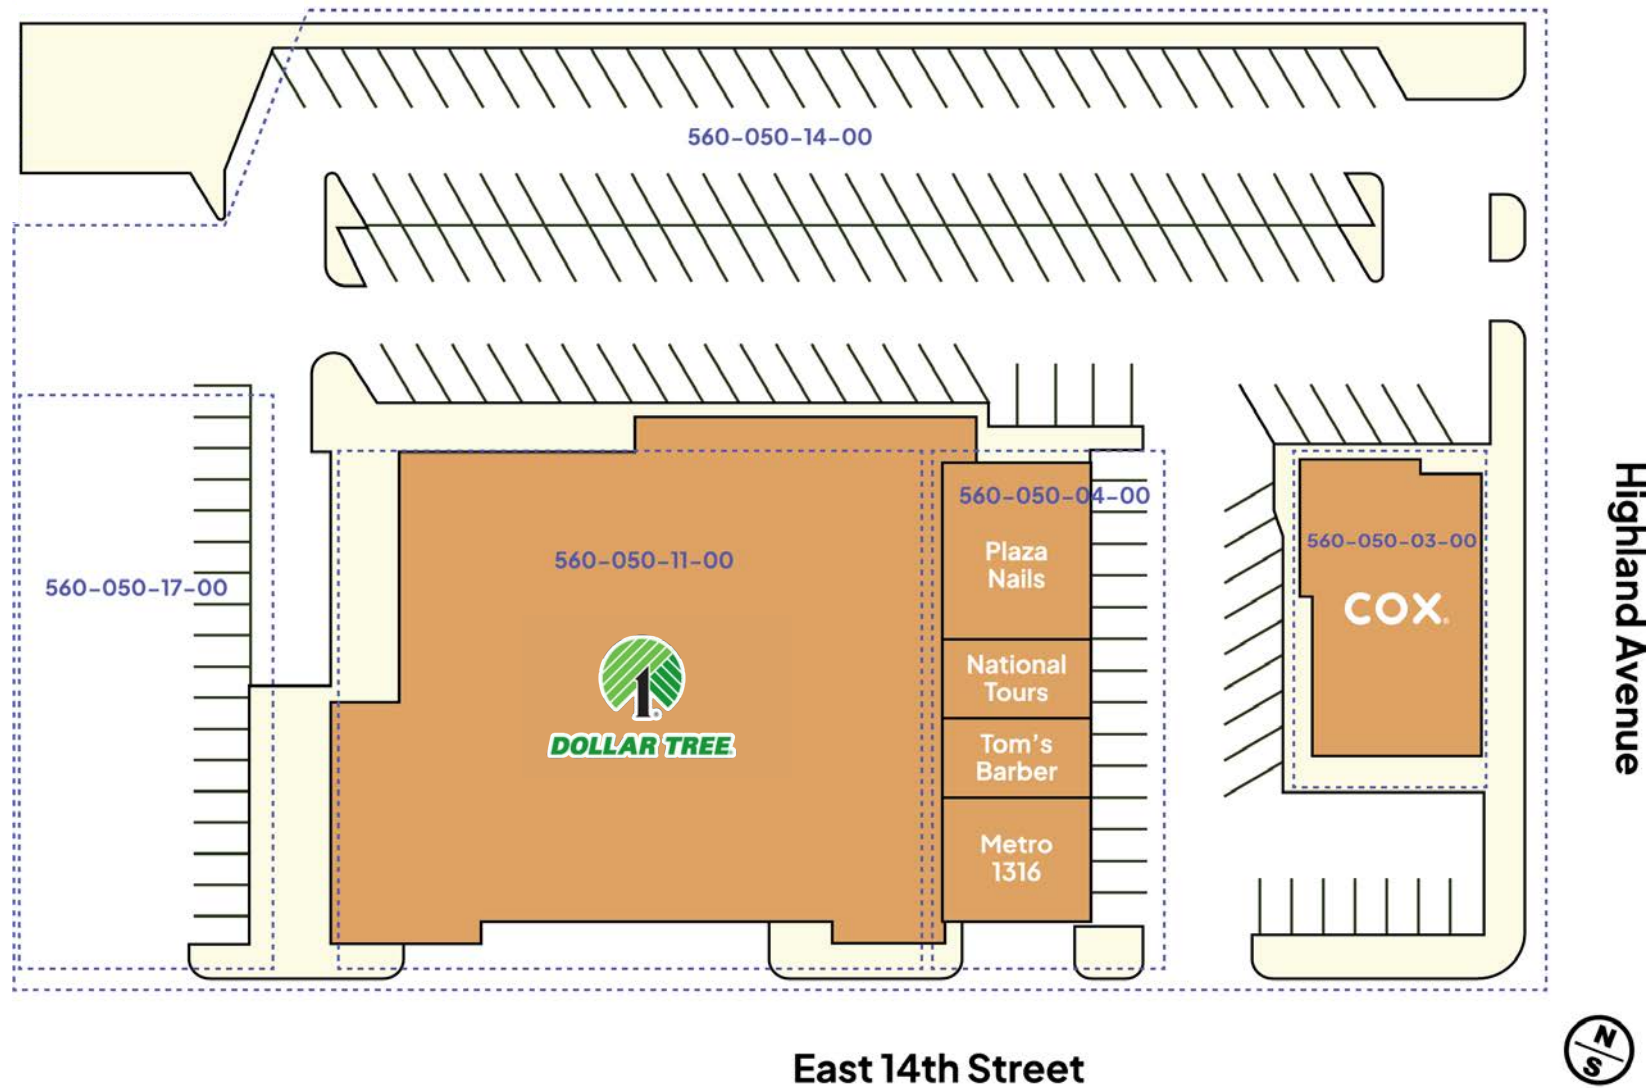 560-050-14-00
560-050-04-00
Plaza
Nails
560-050-03-00
560-050-11-00
560-050-17-00
COX®
National
Tours
1®
DOLLAR TREE®
Tom's
Barber
Metro
1316
Highland Avenue
East 14th Street
N
S